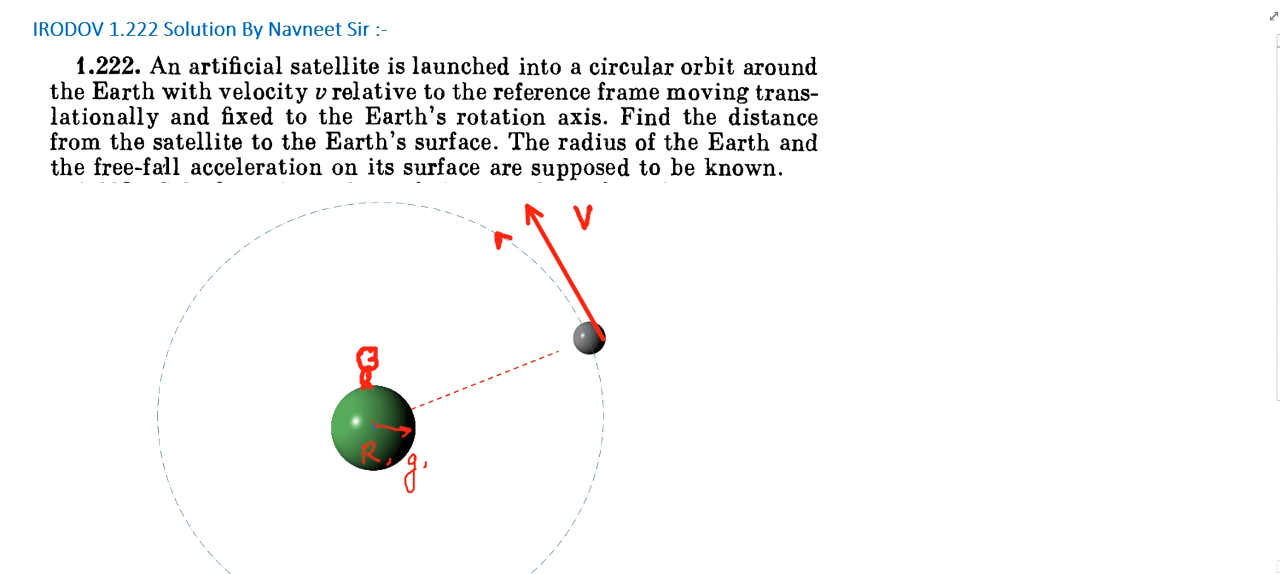 IRODOV 1.222 Solution By Navneet Sir :-
1.222. An artificial satellite is launched into a circular orbit around
the Earth with velocity v relative to the reference frame moving trans-
lationally and fixed to the Earth's rotation axis. Find the distance
from the satellite to the Earth's surface. The radius of the Earth and
the free-fall acceleration on its surface are supposed to be known.
V
R, g,